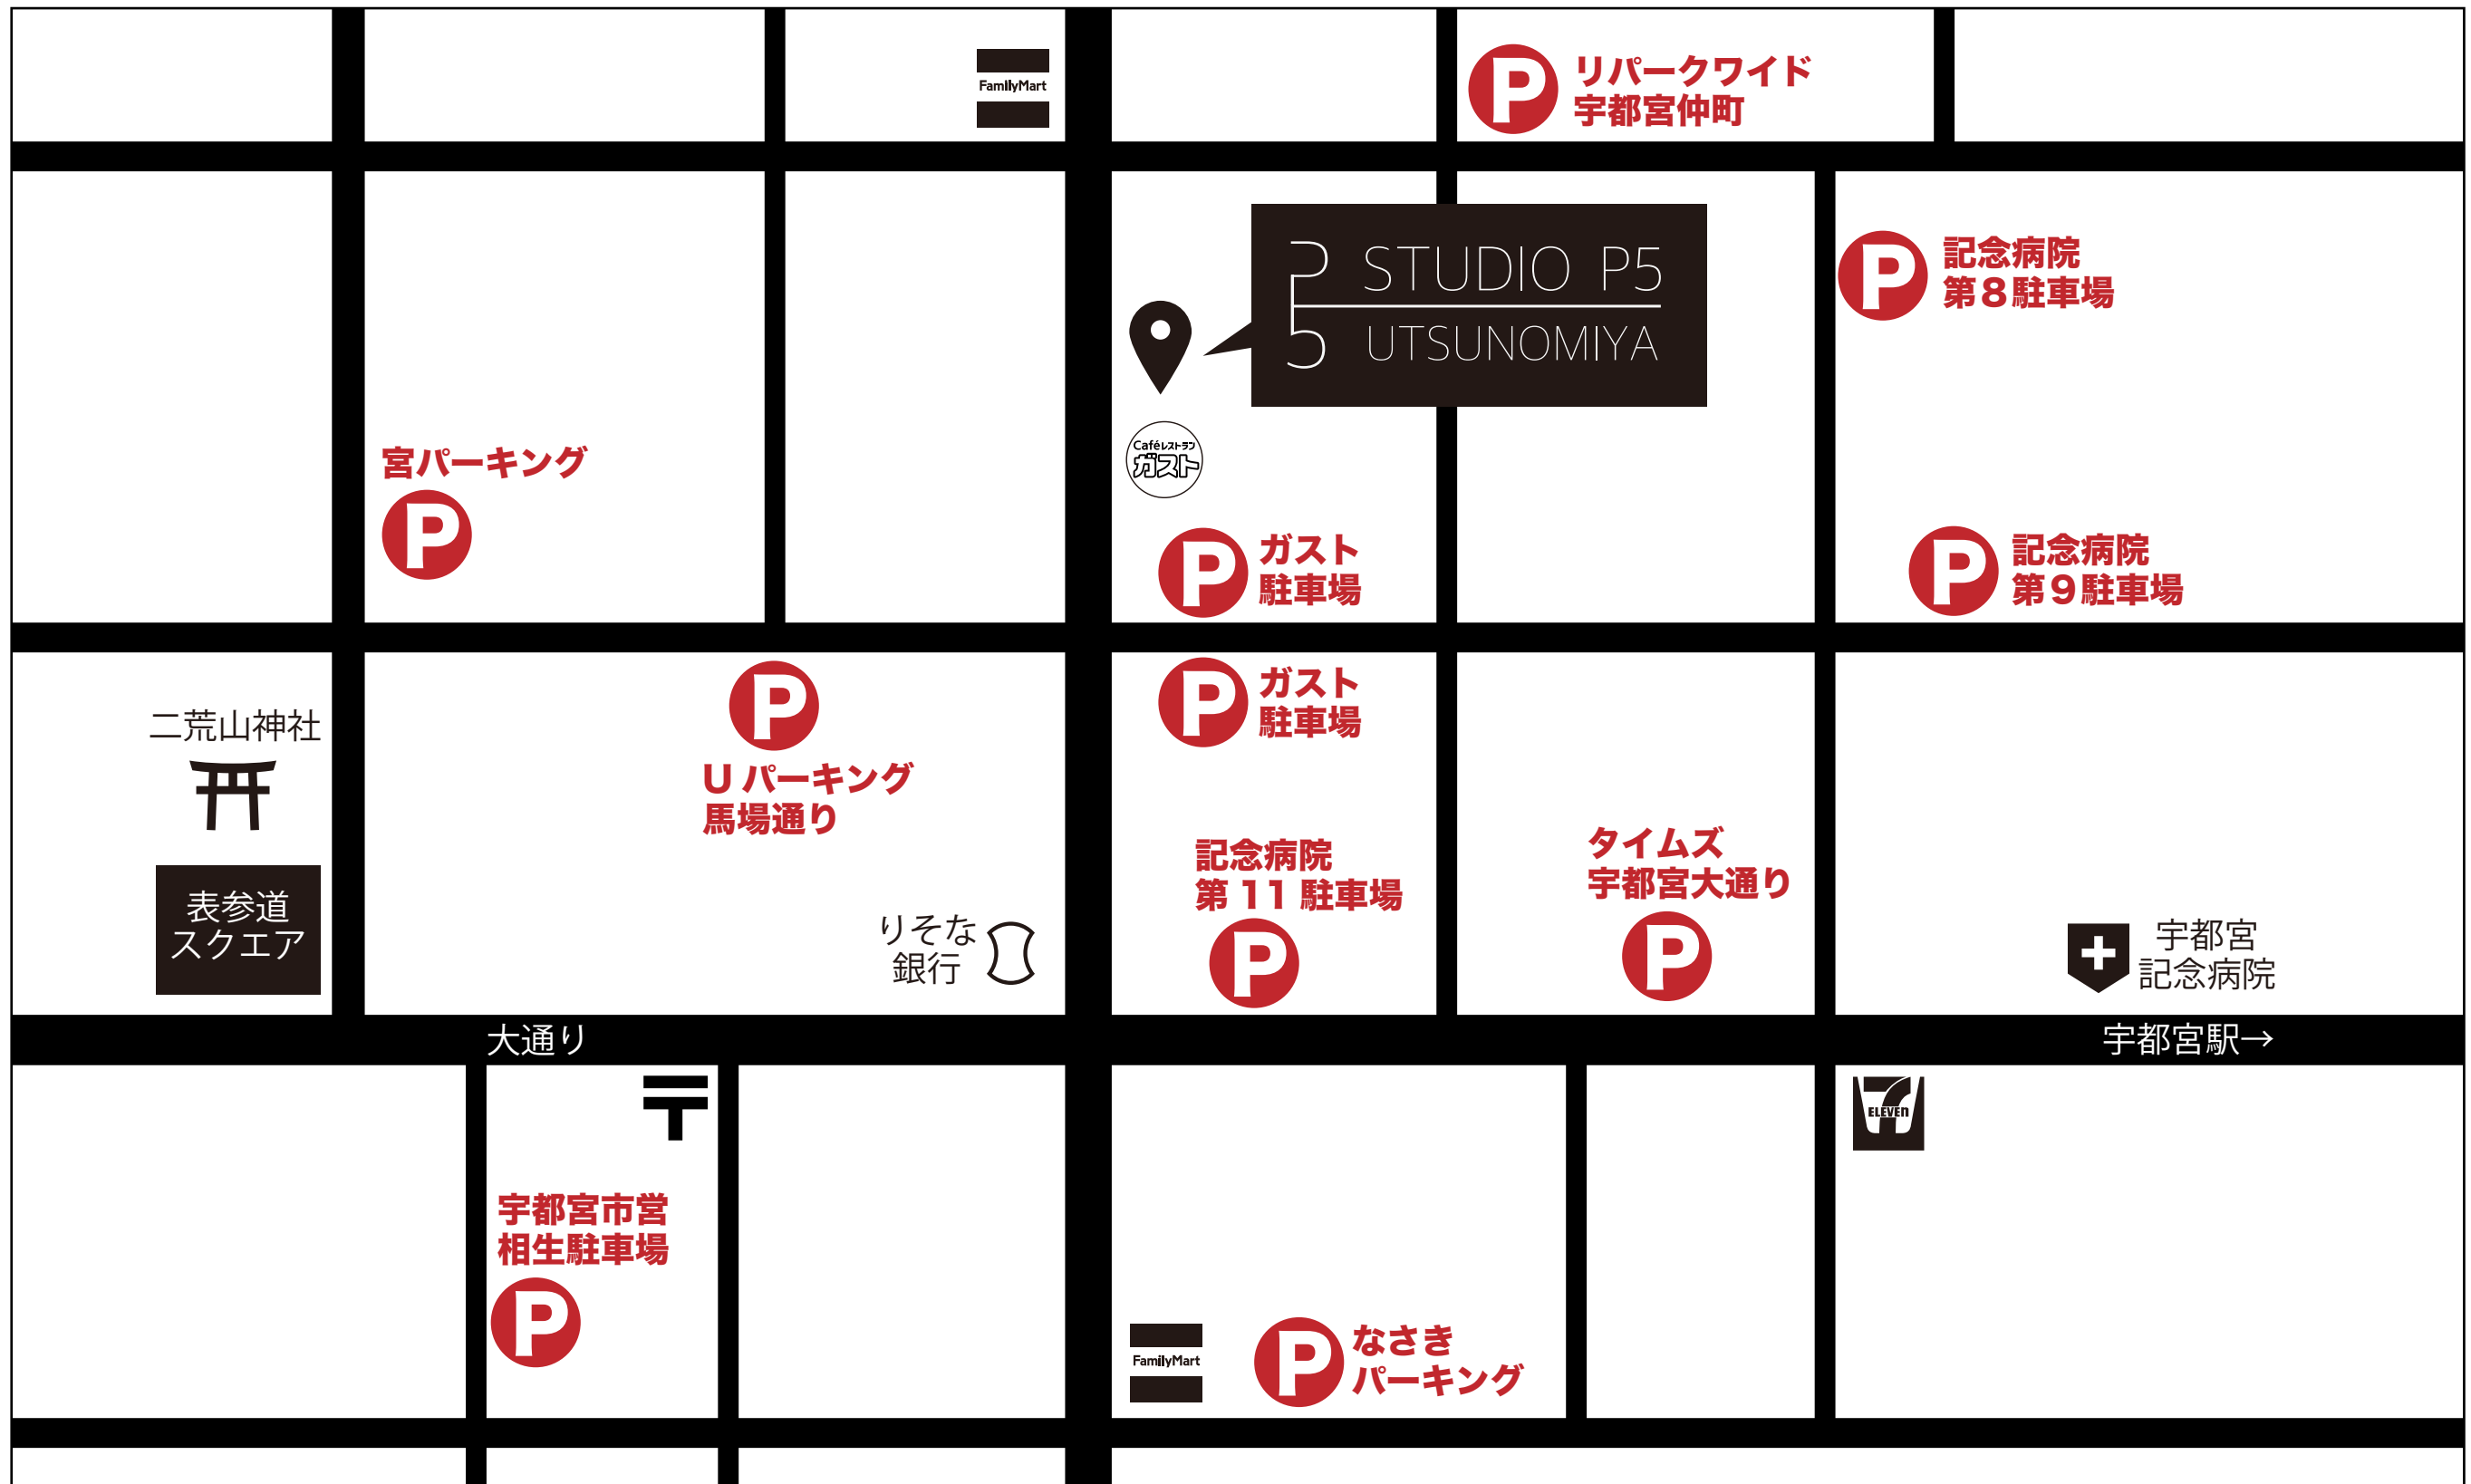 FamilyMart
P
リパークワイド
宇都宮仲町
STUDIO P5
UTSUNOMIYA
P
記念病院
第8駐車場
Caféレストラン
ガスト
宮パーキング
P
P
ガスト
駐車場
P
記念病院
第9駐車場
二荒山神社
P
Uパーキング
馬場通り
P
ガスト
駐車場
表参道
スクエア
りそな
銀行
記念病院
第11駐車場
P
タイムズ
宇都宮大通り
P
宇都宮
記念病院
大通り
宇都宮駅→
〒
7
ELEVEn
宇都宮市営
相生駐車場
P
FamilyMart
P
なさき
パーキング